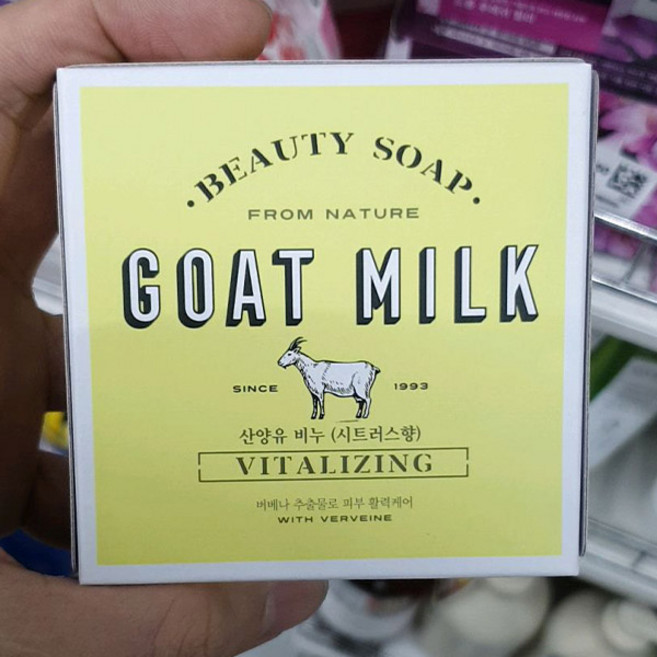 ·BEAUTY SOAP·
FROM NATURE
GOAT MILK
SINCE 1993
산양유 비누 (시트러스향)
VITALIZING
버베나 추출물로 피부 활력케어
WITH VERVEINE